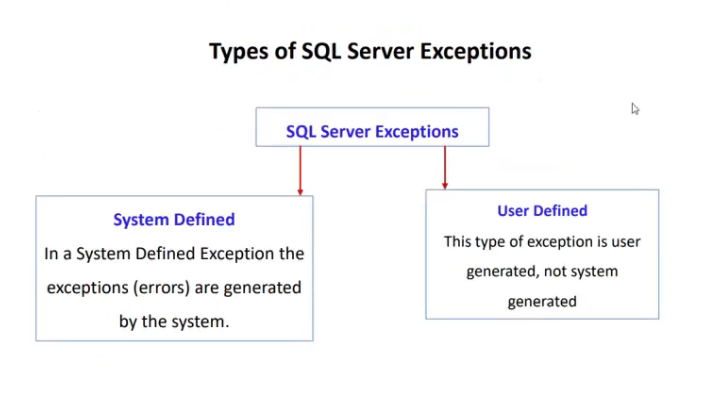 Types of SQL Server Exceptions
SQL Server Exceptions
System Defined
In a System Defined Exception the
exceptions (errors) are generated
by the system.
User Defined
This type of exception is user
generated, not system
generated